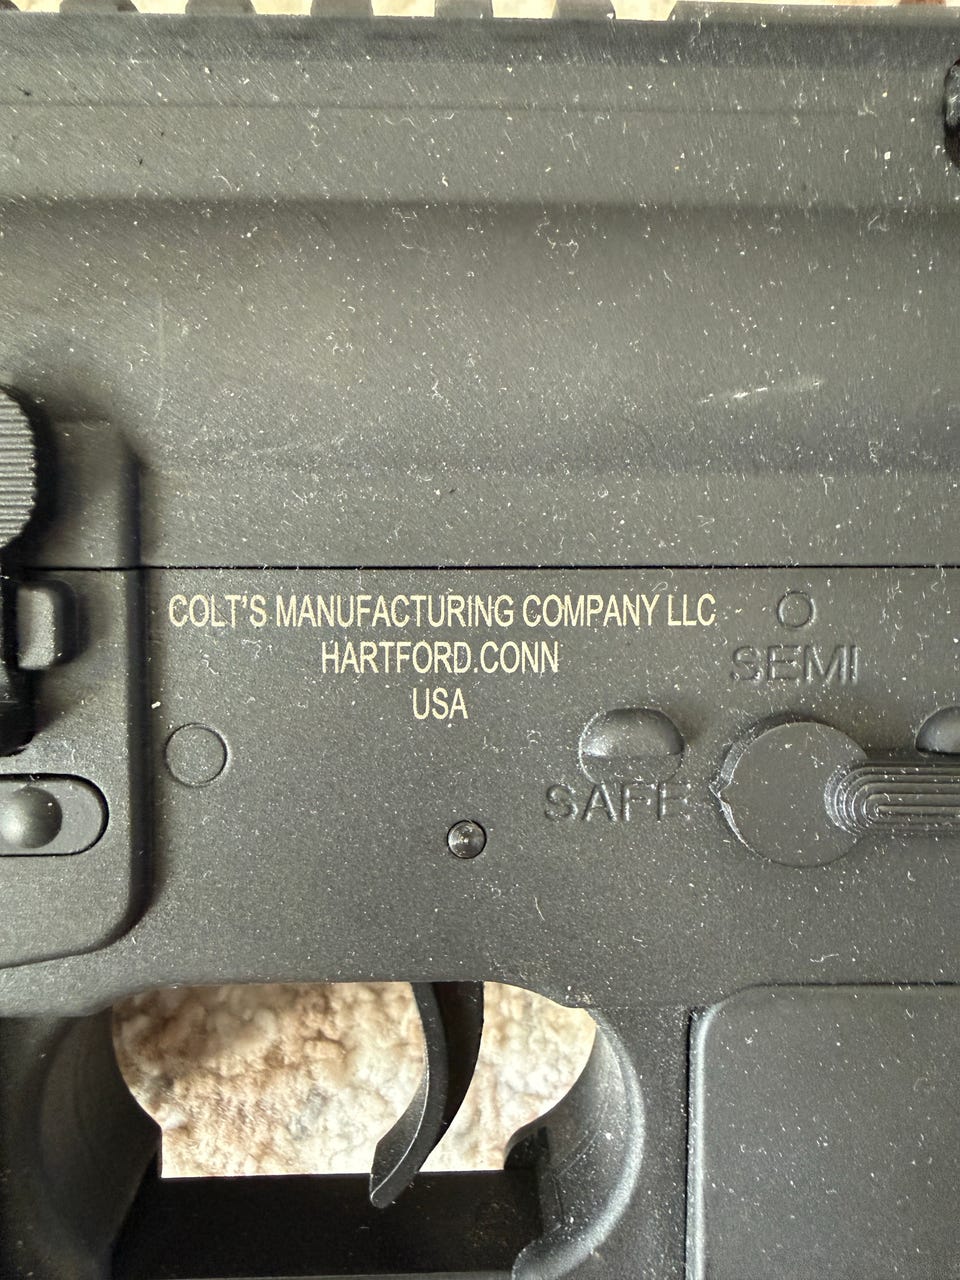 COLT'S MANUFACTURING COMPANY LLC
HARTFORD.CONN
USA
SEMI
SAFE